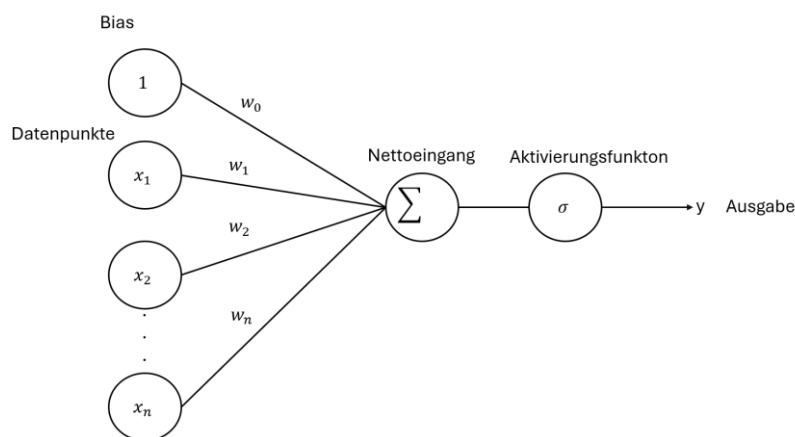 Bias
1
w₀
Datenpunkte
x₁
w₁
Nettoeingang
Aktivierungsfunkton
∑
σ
y Ausgabe
w₂
x₂
.
.
.
wₙ
xₙ